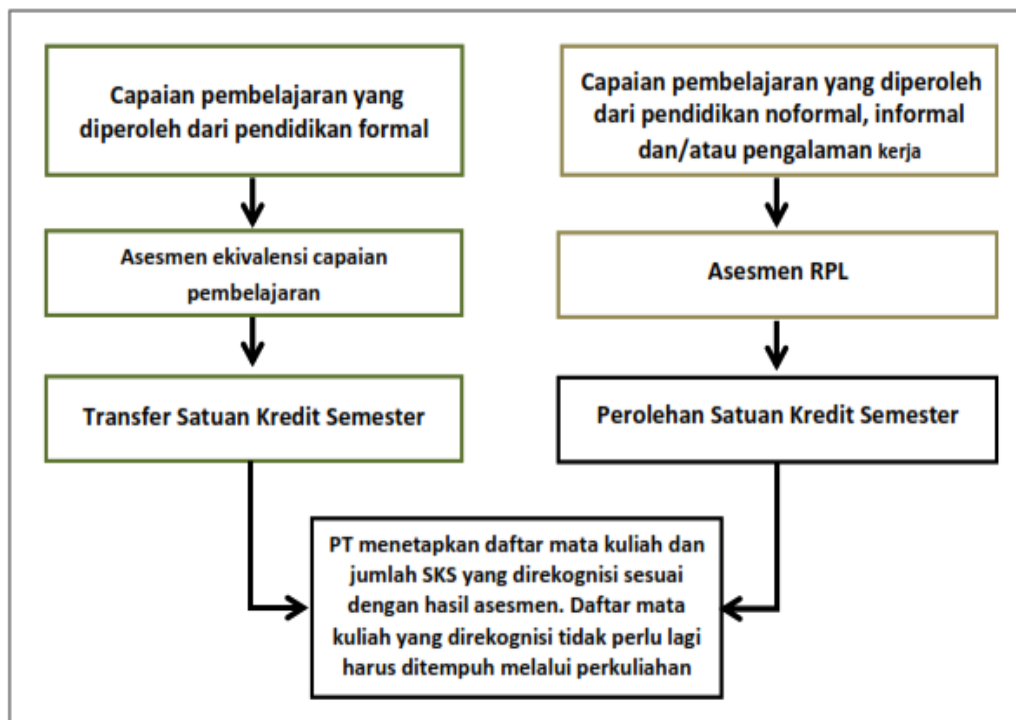 Capaian pembelajaran yang
diperoleh dari pendidikan formal
Asesmen ekivalensi capaian
pembelajaran
Transfer Satuan Kredit Semester
Capaian pembelajaran yang diperoleh
dari pendidikan noformal, informal
dan/atau pengalaman kerja
Asesmen RPL
Perolehan Satuan Kredit Semester
PT menetapkan daftar mata kuliah dan
jumlah SKS yang direkognisi sesuai
dengan hasil asesmen. Daftar mata
kuliah yang direkognisi tidak perlu lagi
harus ditempuh melalui perkuliahan